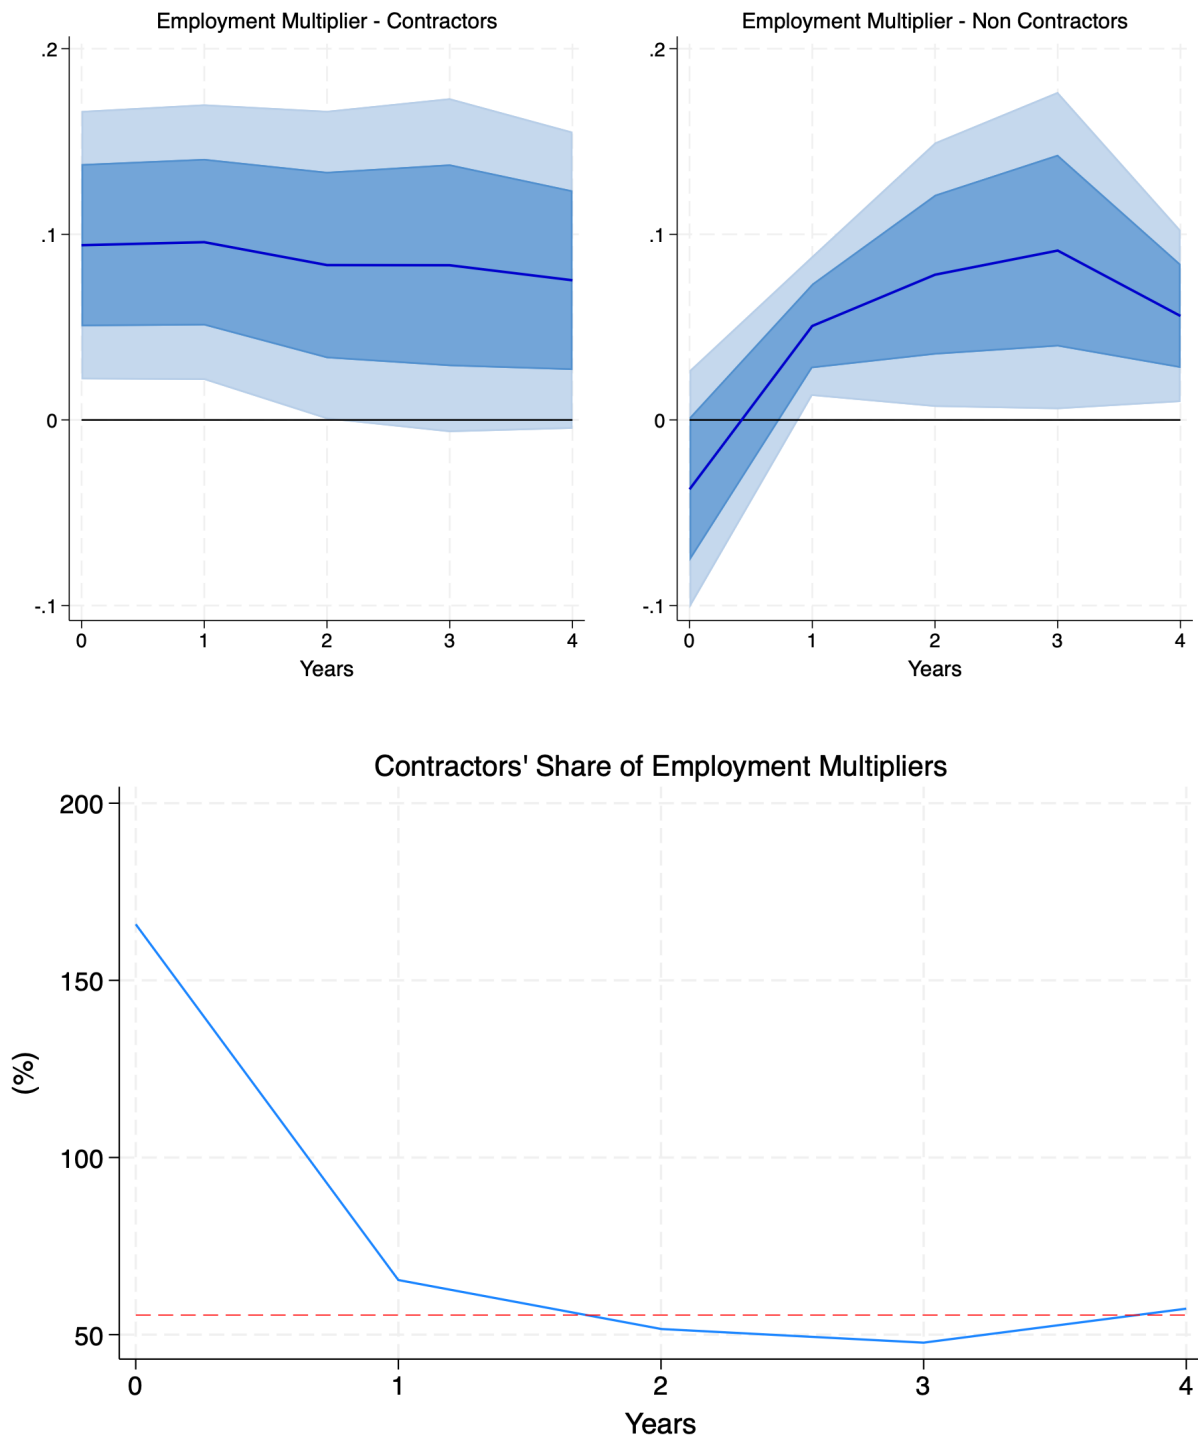 Employment Multiplier - Contractors
.2
.1
0
-.1
0 1 2 3 4
Years
Employment Multiplier - Non Contractors
.2
.1
0
-.1
0 1 2 3 4
Years
Contractors' Share of Employment Multipliers
(%)
200
150
100
50
0 1 2 3 4
Years